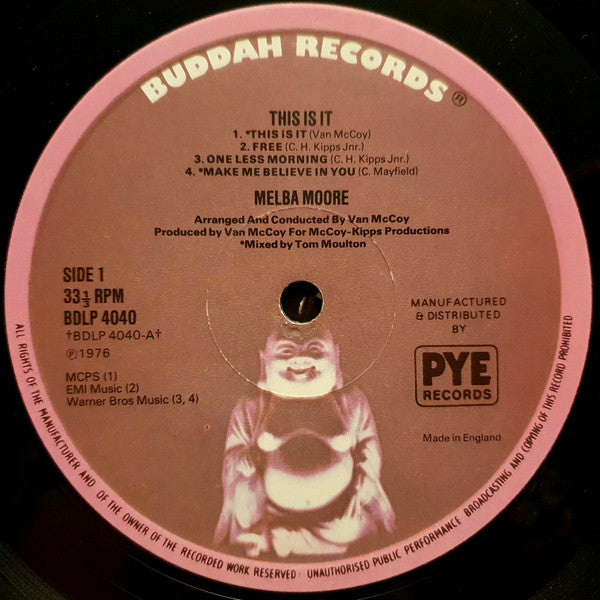 BUDDAH RECORDS®
THIS IS IT
1. *THIS IS IT (Van McCoy)
2. FREE (C. H. Kipps Jnr.)
3. ONE LESS MORNING (C. H. Kipps Jnr.)
4. *MAKE ME BELIEVE IN YOU (C. Mayfield)
MELBA MOORE
Arranged And Conducted By Van McCoy
Produced by Van McCoy For McCoy-Kipps Productions
*Mixed by Tom Moulton
SIDE 1
33⅓ RPM
BDLP 4040
†BDLP 4040-A†
℗ 1976
MCPS (1)
EMI Music (2)
Warner Bros Music (3, 4)
MANUFACTURED
& DISTRIBUTED
BY
PYE
RECORDS
Made in England
ALL RIGHTS OF THE MANUFACTURER AND OF THE OWNER OF THE RECORDED WORK RESERVED · UNAUTHORISED PUBLIC PERFORMANCE BROADCASTING AND COPYING OF THIS RECORD PROHIBITED